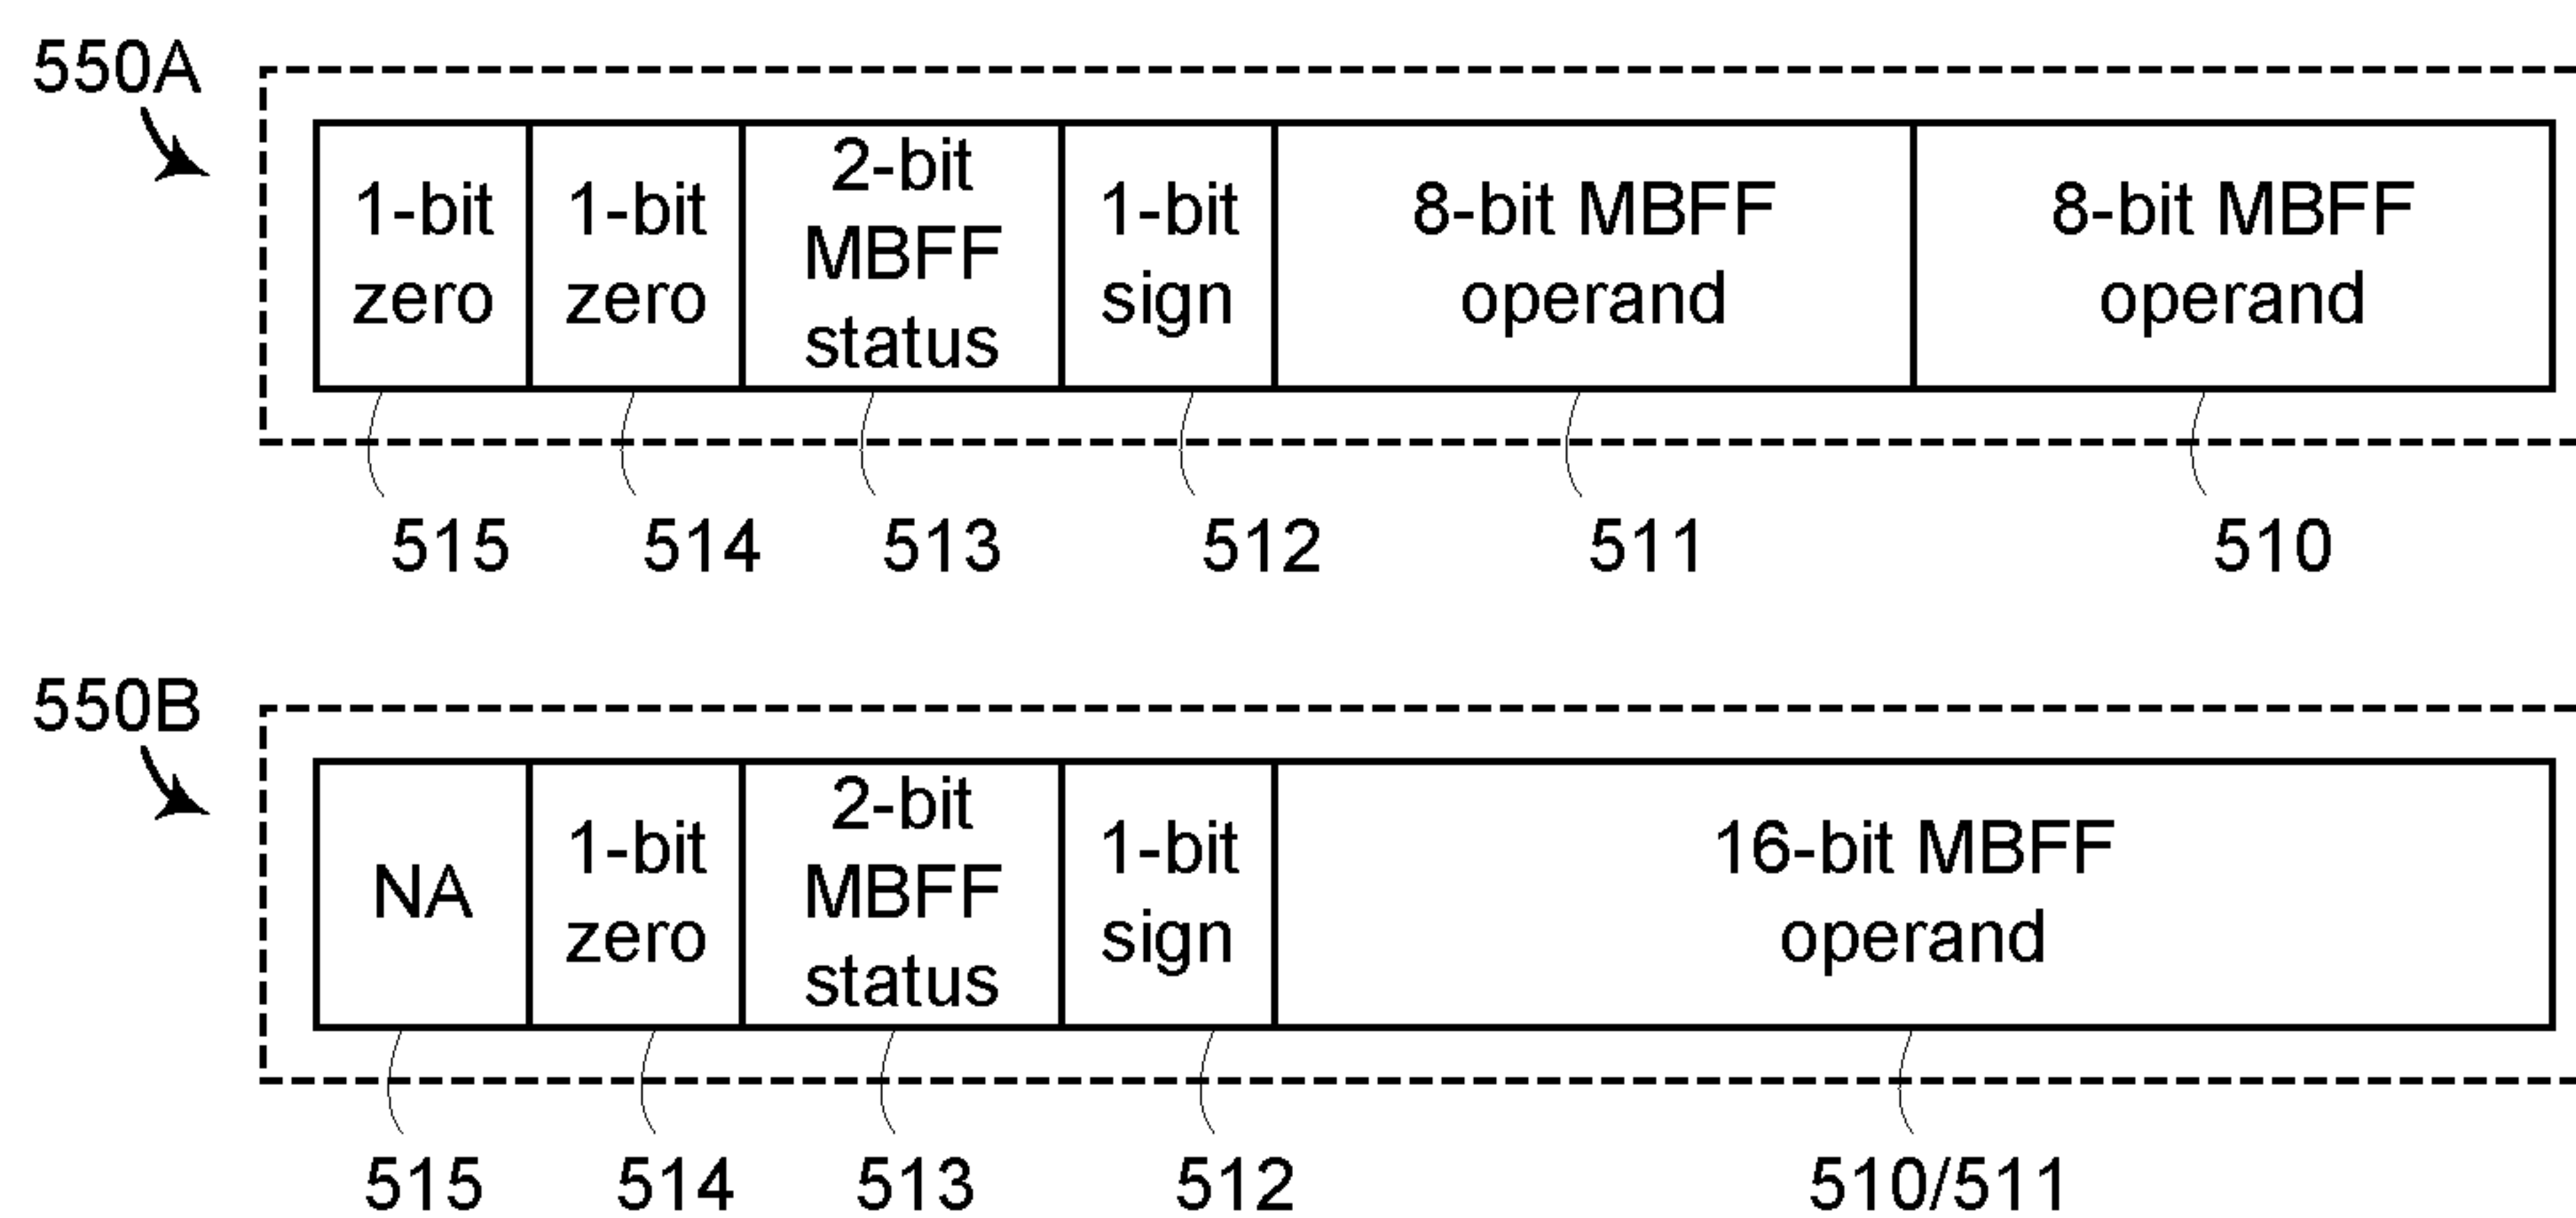 550A
1-bit
zero
1-bit
zero
2-bit
MBFF
status
1-bit
sign
8-bit MBFF
operand
8-bit MBFF
operand
515
514
513
512
511
510
550B
NA
1-bit
zero
2-bit
MBFF
status
1-bit
sign
16-bit MBFF
operand
515
514
513
512
510/511